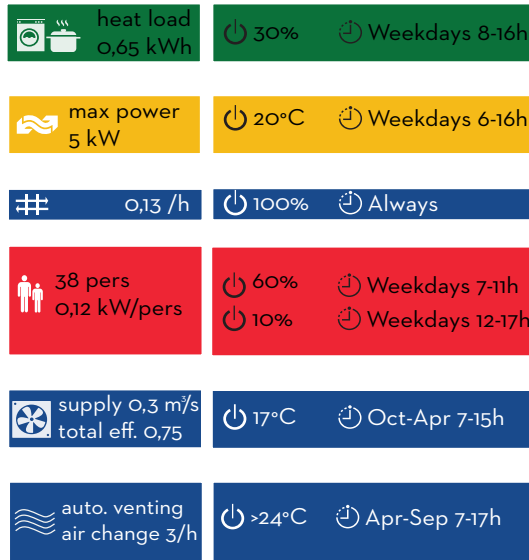 heat load
0,65 kWh
30% Weekdays 8-16h
max power
5 kW
20°C Weekdays 6-16h
0,13 /h
100% Always
38 pers
0,12 kW/pers
60% Weekdays 7-11h
10% Weekdays 12-17h
supply 0,3 m³/s
total eff. 0,75
17°C Oct-Apr 7-15h
auto. venting
air change 3/h
>24°C Apr-Sep 7-17h